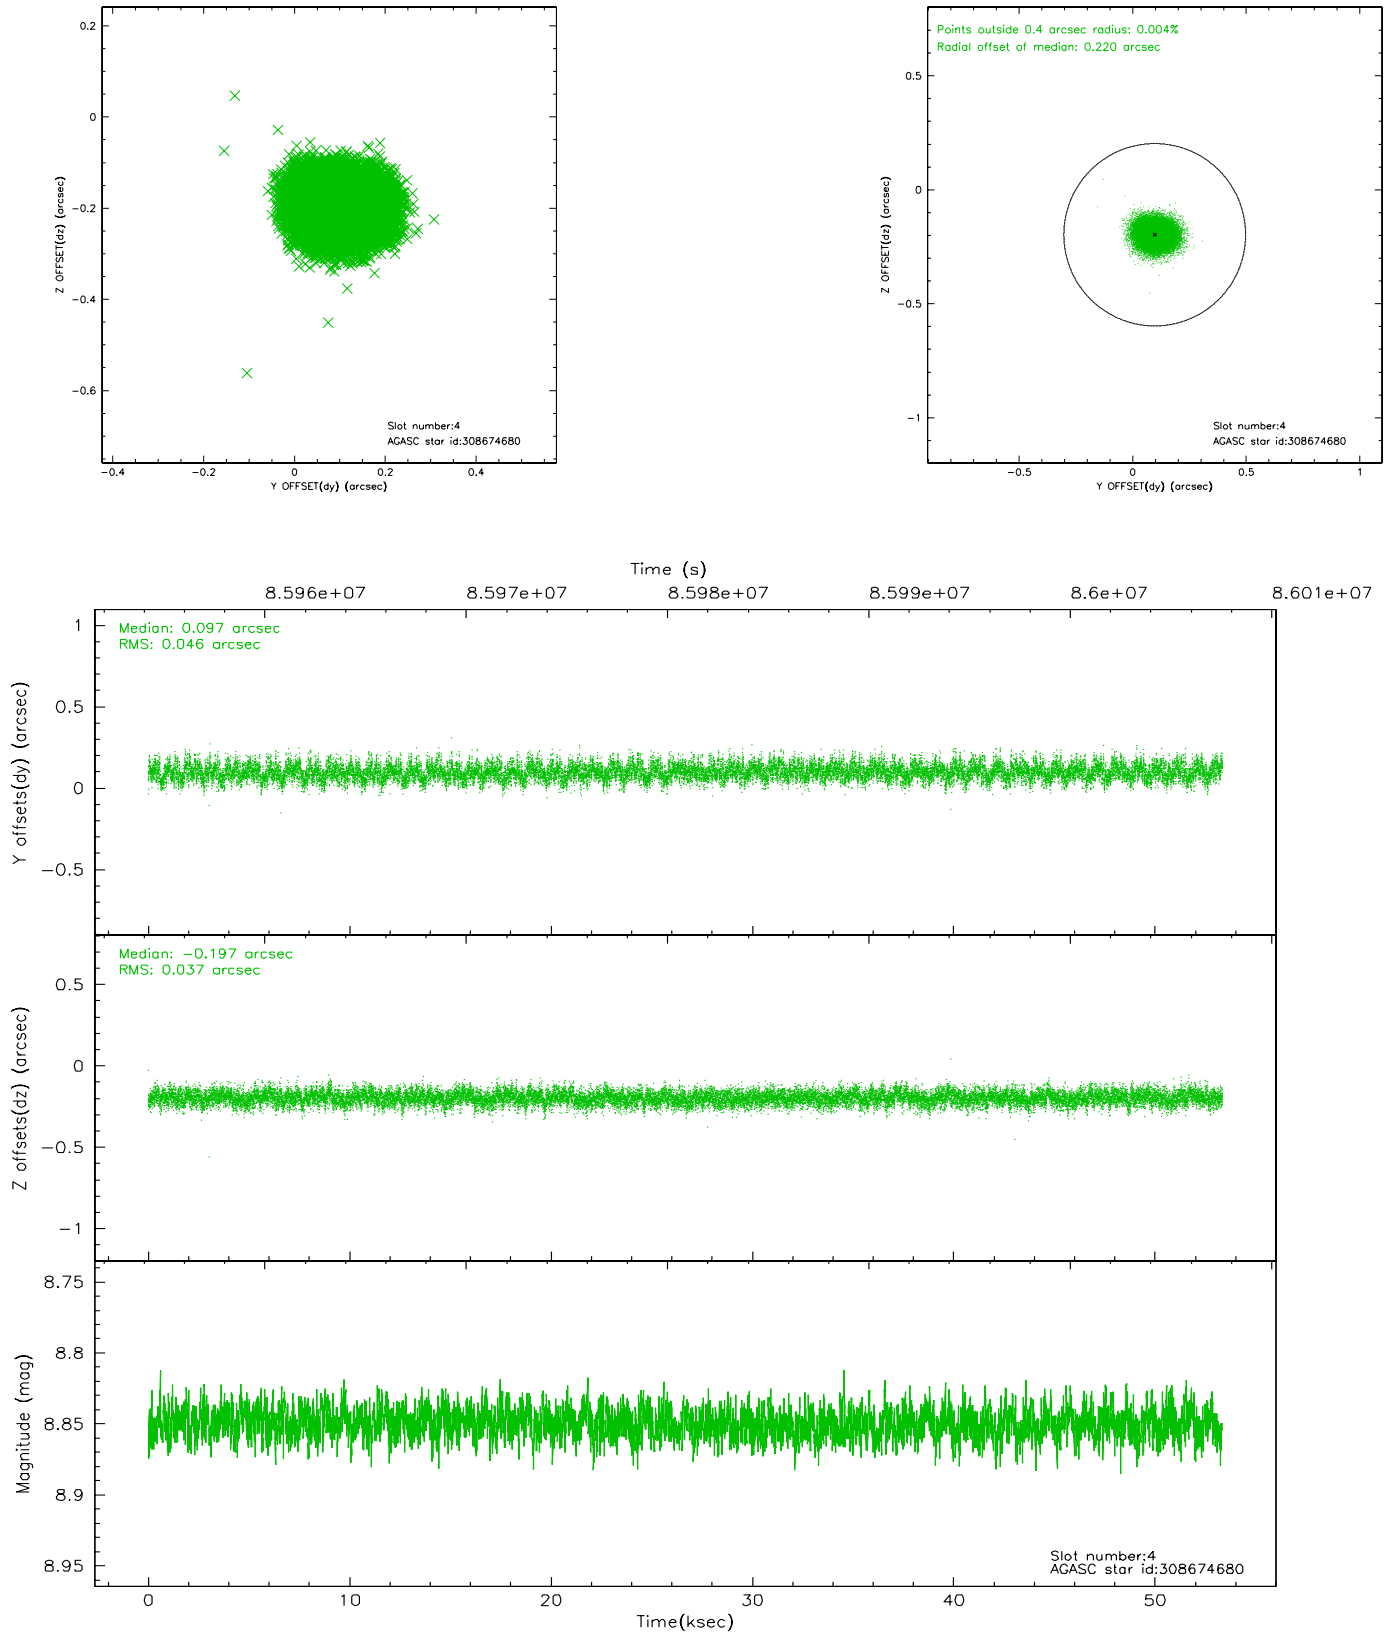 0.2
0
−0.2
−0.4
−0.6
Z OFFSET(dz) (arcsec)
Slot number:4
AGASC star id:308674680
−0.4 −0.2 0 0.2 0.4
Y OFFSET(dy) (arcsec)
Points outside 0.4 arcsec radius: 0.004%
Radial offset of median: 0.220 arcsec
0.5
0
−0.5
−1
Z OFFSET(dz) (arcsec)
Slot number:4
AGASC star id:308674680
−0.5 0 0.5 1
Y OFFSET(dy) (arcsec)
Time (s)
8.596e+07 8.597e+07 8.598e+07 8.599e+07 8.6e+07 8.601e+07
Median: 0.097 arcsec
RMS: 0.046 arcsec
1
0.5
0
−0.5
Y offsets(dy) (arcsec)
Median: −0.197 arcsec
RMS: 0.037 arcsec
0.5
0
−0.5
−1
Z offsets(dz) (arcsec)
8.75
8.8
8.85
8.9
8.95
Magnitude (mag)
Slot number:4
AGASC star id:308674680
0 10 20 30 40 50
Time(ksec)